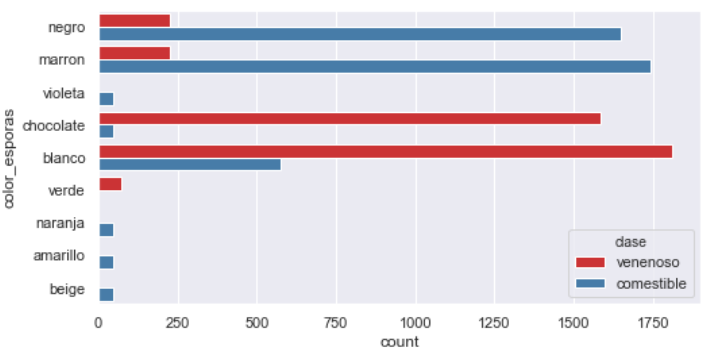 color_esporas
negro
marron
violeta
chocolate
blanco
verde
naranja
amarillo
beige
clase
venenoso
comestible
0 250 500 750 1000 1250 1500 1750
count